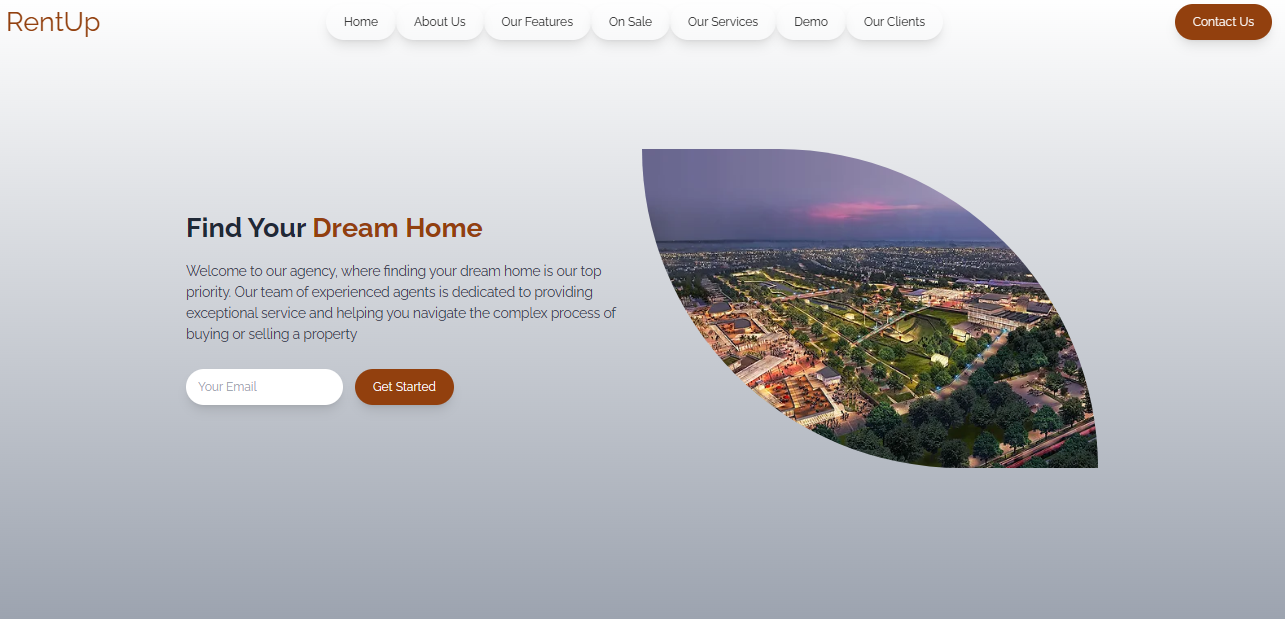 RentUp
Home
About Us
Our Features
On Sale
Our Services
Demo
Our Clients
Contact Us
Find Your Dream Home
Welcome to our agency, where finding your dream home is our top
priority. Our team of experienced agents is dedicated to providing
exceptional service and helping you navigate the complex process of
buying or selling a property
Your Email
Get Started